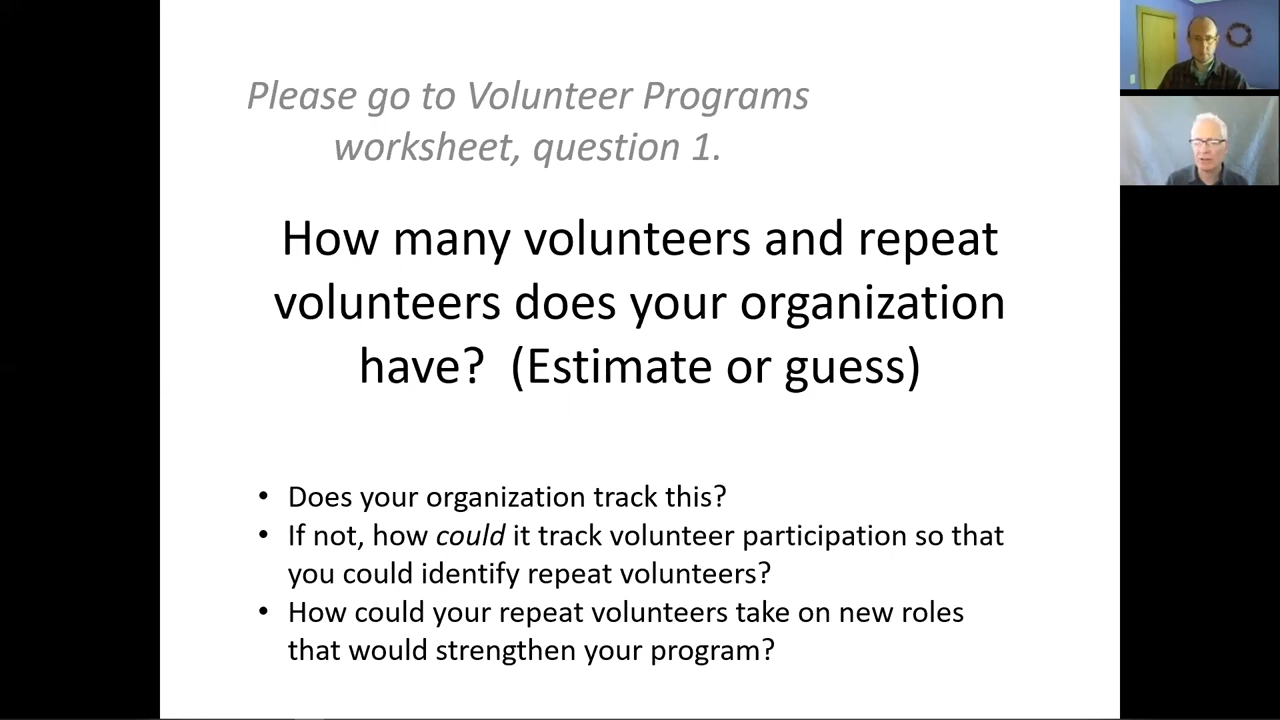 Please go to Volunteer Programs
worksheet, question 1.
How many volunteers and repeat
volunteers does your organization
have?  (Estimate or guess)
• Does your organization track this?
• If not, how could it track volunteer participation so that
you could identify repeat volunteers?
• How could your repeat volunteers take on new roles
that would strengthen your program?